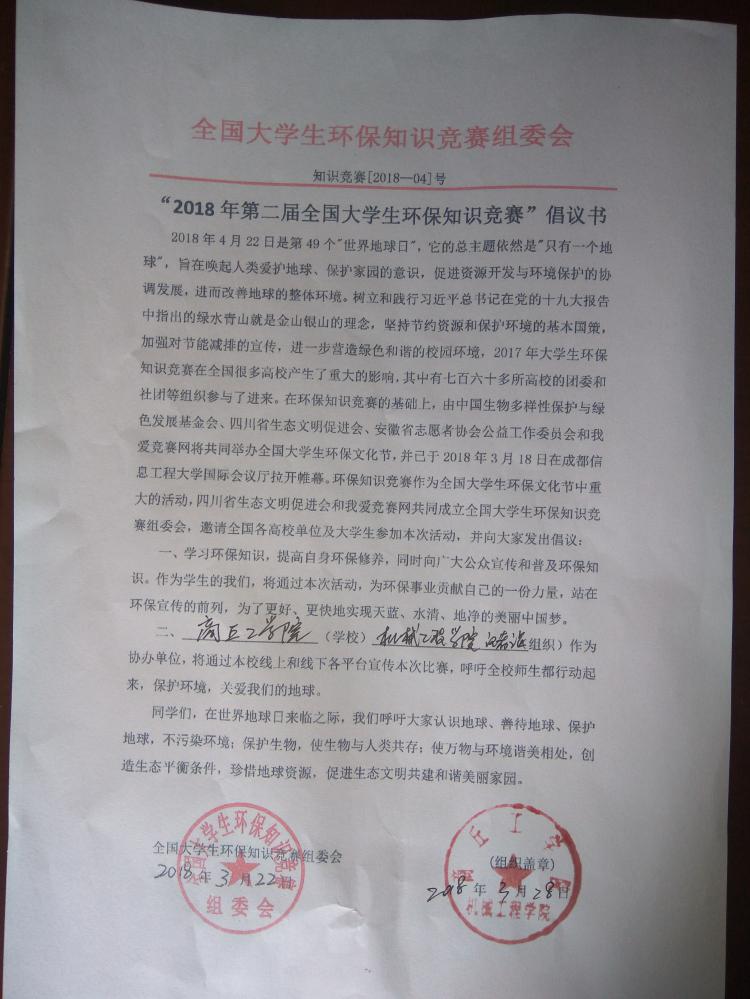 全国大学生环保知识竞赛组委会
知识竞赛[2018—04]号
“2018 年第二届全国大学生环保知识竞赛”倡议书
2018 年 4 月 22 日是第 49 个"世界地球日"，它的总主题依然是"只有一个地
球"，旨在唤起人类爱护地球、保护家园的意识，促进资源开发与环境保护的协
调发展，进而改善地球的整体环境。树立和践行习近平总书记在党的十九大报告
中指出的绿水青山就是金山银山的理念，坚持节约资源和保护环境的基本国策，
加强对节能减排的宣传，进一步营造绿色和谐的校园环境，2017 年大学生环保
知识竞赛在全国很多高校产生了重大的影响，其中有七百六十多所高校的团委和
社团等组织参与了进来。在环保知识竞赛的基础上，由中国生物多样性保护与绿
色发展基金会、四川省生态文明促进会、安徽省志愿者协会公益工作委员会和我
爱竞赛网将共同举办全国大学生环保文化节，并已于 2018 年 3 月 18 日在成都信
息工程大学国际会议厅拉开帷幕。环保知识竞赛作为全国大学生环保文化节中重
大的活动，四川省生态文明促进会和我爱竞赛网共同成立全国大学生环保知识竞
赛组委会，邀请全国各高校单位及大学生参加本次活动，并向大家发出倡议：
一、学习环保知识，提高自身环保修养，同时向广大公众宣传和普及环保知
识。作为学生的我们，将通过本次活动，为环保事业贡献自己的一份力量，站在
环保宣传的前列，为了更好、更快地实现天蓝、水清、地净的美丽中国梦。
二、商丘工学院（学校）机械工程学院 组织）作为
协办单位，将通过本校线上和线下各平台宣传本次比赛，呼吁全校师生都行动起
来，保护环境，关爱我们的地球。
同学们，在世界地球日来临之际，我们呼吁大家认识地球、善待地球、保护
地球，不污染环境；保护生物，使生物与人类共存；使万物与环境谐美相处，创
造生态平衡条件，珍惜地球资源，促进生态文明共建和谐美丽家园。
全国大学生环保知识竞赛组委会
2018 年 3 月 22 日
全国大学生环保知识竞赛
组委会
（组织盖章）
2018 年 3 月 28 日
商丘工学院
机械工程学院